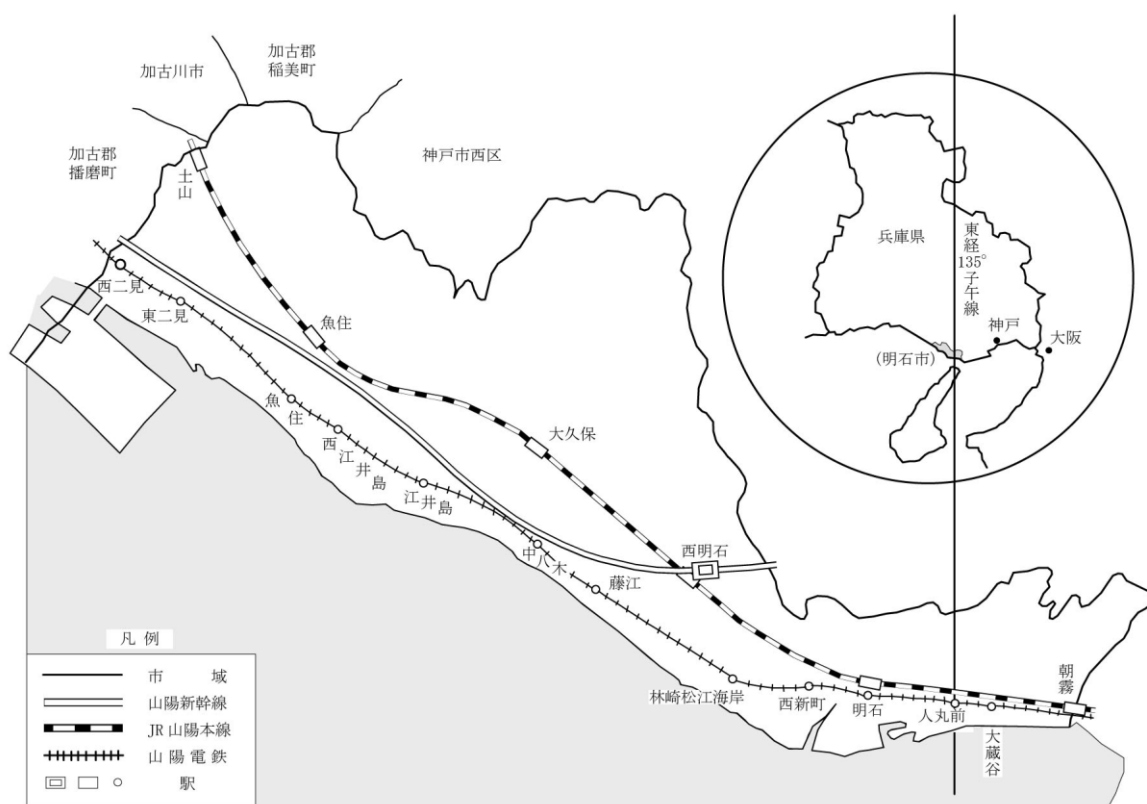 加古川市
加古郡
稲美町
加古郡
播磨町
神戸市西区
土山
西二見
東二見
魚住
魚住
西江井島
江井島
大久保
中八木
藤江
西明石
林崎松江海岸
西新町
明石
人丸前
大蔵谷
朝霧
兵庫県
東経135°子午線
神戸
大阪
(明石市)
凡 例
市 域
山陽新幹線
JR山陽本線
山陽電鉄
駅